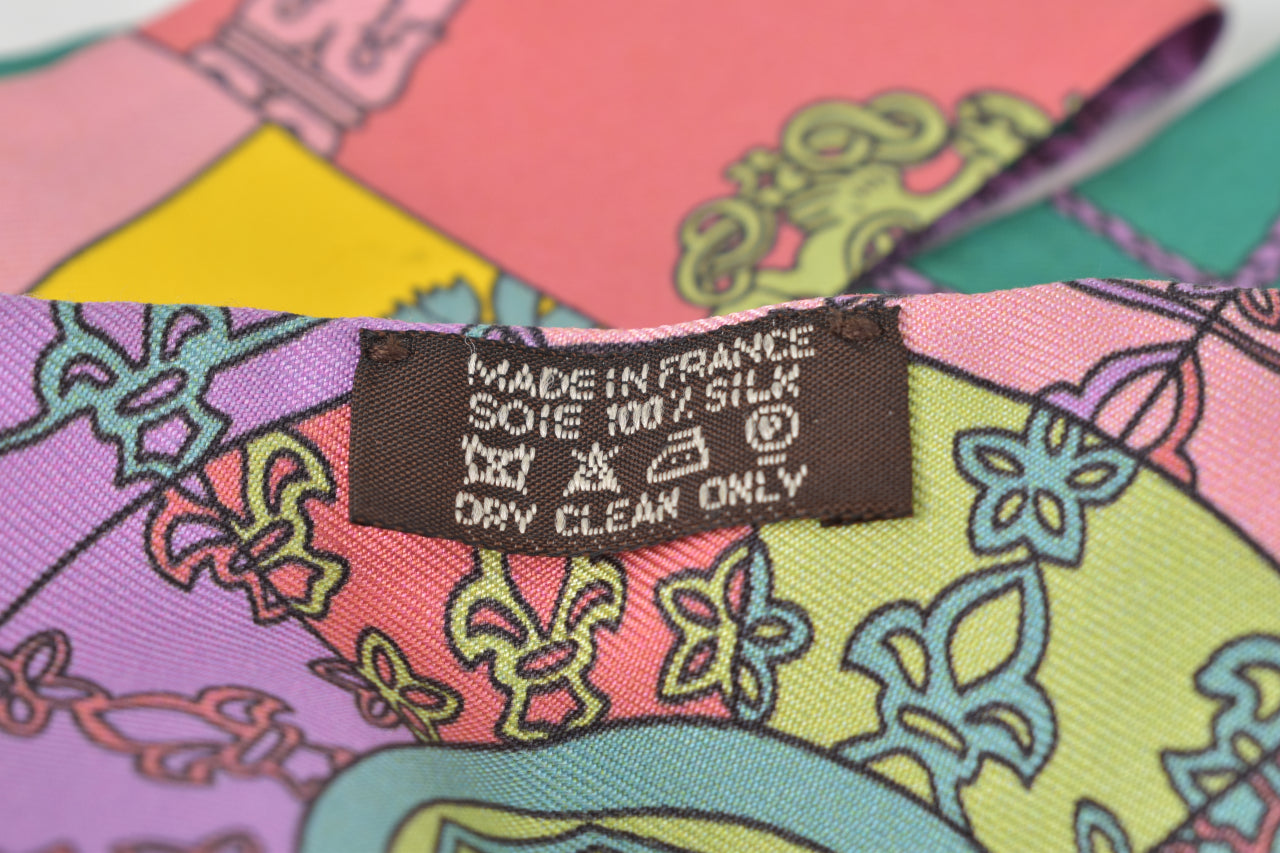 MADE IN FRANCE
SOIE 100% SILK
P
DRY CLEAN ONLY